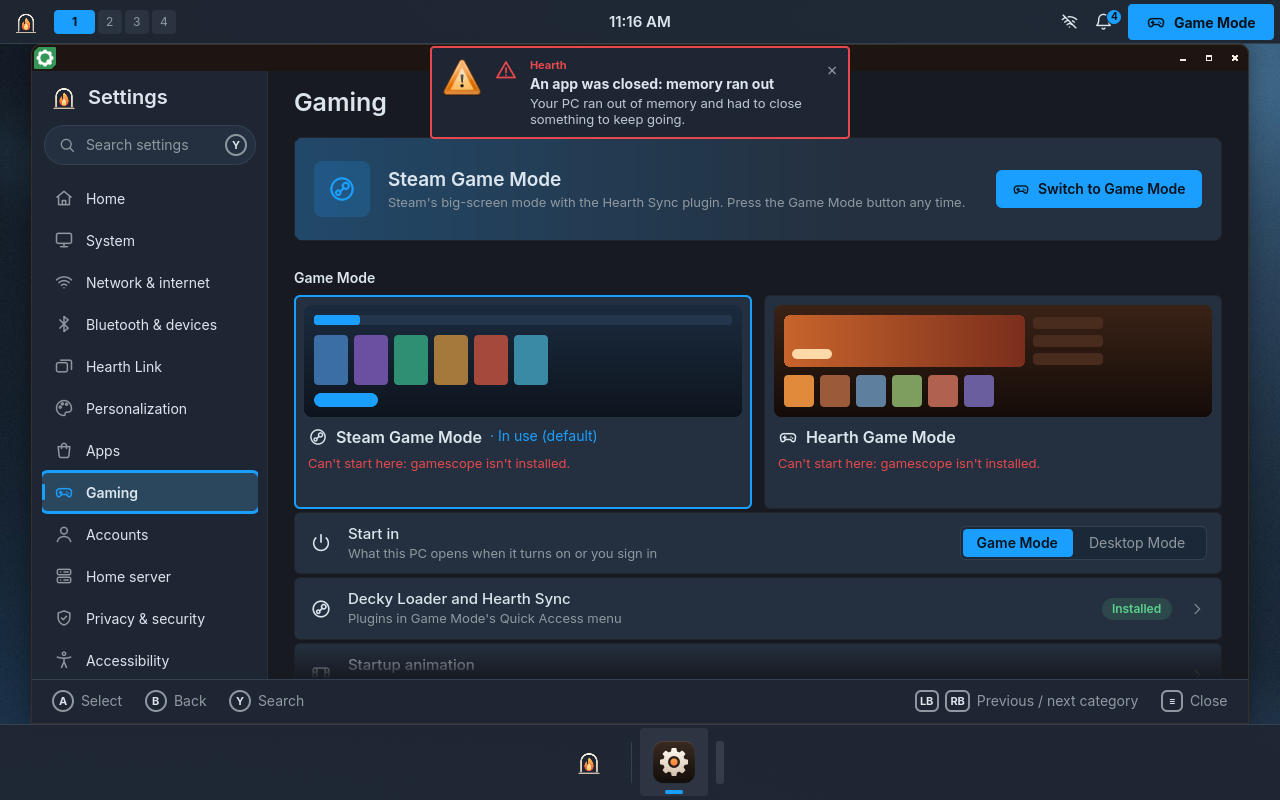 1
2
3
4
11:16 AM
4
Game Mode
Hearth
An app was closed: memory ran out
Your PC ran out of memory and had to close
something to keep going.
Settings
Search settings
Y
Home
System
Network & internet
Bluetooth & devices
Hearth Link
Personalization
Apps
Gaming
Accounts
Home server
Privacy & security
Accessibility
Gaming
Steam Game Mode
Steam's big-screen mode with the Hearth Sync plugin. Press the Game Mode button any time.
Switch to Game Mode
Game Mode
Steam Game Mode · In use (default)
Can't start here: gamescope isn't installed.
Hearth Game Mode
Can't start here: gamescope isn't installed.
Start in
What this PC opens when it turns on or you sign in
Game Mode
Desktop Mode
Decky Loader and Hearth Sync
Plugins in Game Mode's Quick Access menu
Installed
Startup animation
A Select
B Back
Y Search
LB RB Previous / next category
≡ Close